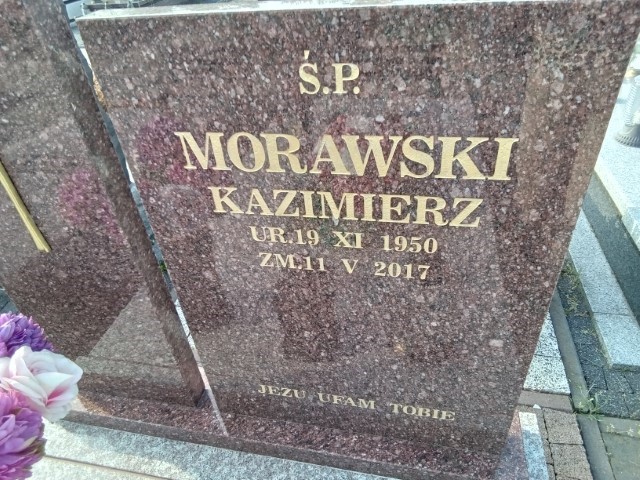 Ś.P.
MORAWSKI
KAZIMIERZ
UR.19 XI 1950
ZM.11 V 2017
JEZU UFAM TOBIE